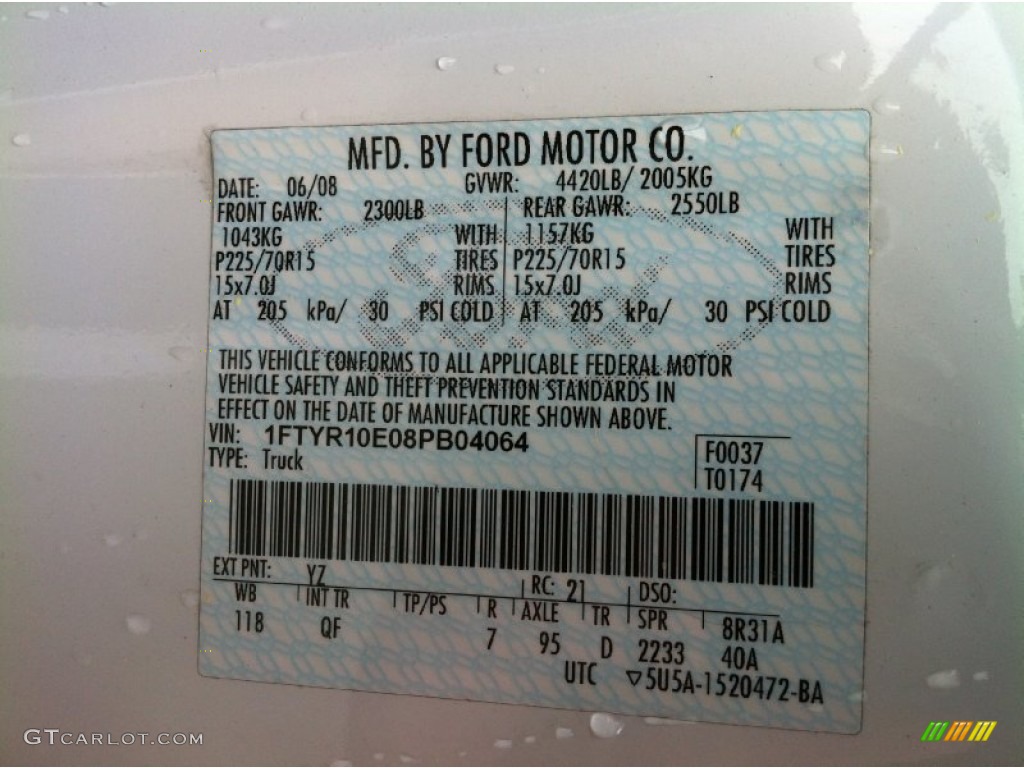 MFD. BY FORD MOTOR CO.
DATE: 06/08 GVWR: 4420LB/ 2005KG
FRONT GAWR: 2300LB REAR GAWR: 2550LB
1043KG WITH 1157KG WITH
P225/70R15 TIRES P225/70R15 TIRES
15x7.0J RIMS 15x7.0J RIMS
AT 205 kPa/ 30 PSI COLD AT 205 kPa/ 30 PSI COLD
THIS VEHICLE CONFORMS TO ALL APPLICABLE FEDERAL MOTOR
VEHICLE SAFETY AND THEFT PREVENTION STANDARDS IN
EFFECT ON THE DATE OF MANUFACTURE SHOWN ABOVE.
VIN: 1FTYR10E08PB04064 F0037
TYPE: Truck T0174
EXT PNT: YZ RC: 21 DSO:
WB INT TR TP/PS R AXLE TR SPR 8R31A
118 QF 7 95 D 2233 40A
UTC ▽5U5A-1520472-BA
GTCARLOT.COM